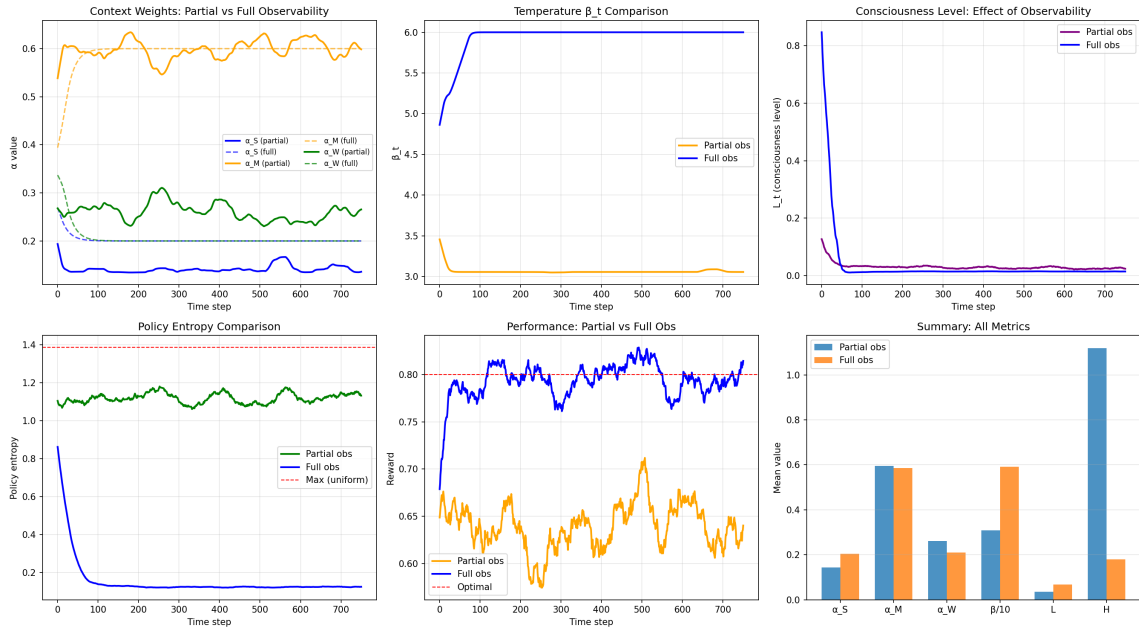 Context Weights: Partial vs Full Observability
α value
0.6
0.5
0.4
0.3
0.2
α_S (partial)
α_S (full)
α_M (partial)
α_M (full)
α_W (partial)
α_W (full)
0 100 200 300 400 500 600 700
Time step
Temperature β_t Comparison
β_t
6.0
5.5
5.0
4.5
4.0
3.5
3.0
Partial obs
Full obs
0 100 200 300 400 500 600 700
Time step
Consciousness Level: Effect of Observability
L_t (consciousness level)
0.8
0.6
0.4
0.2
0.0
Partial obs
Full obs
0 100 200 300 400 500 600 700
Time step
Policy Entropy Comparison
Policy entropy
1.4
1.2
1.0
0.8
0.6
0.4
0.2
Partial obs
Full obs
Max (uniform)
0 100 200 300 400 500 600 700
Time step
Performance: Partial vs Full Obs
Reward
0.80
0.75
0.70
0.65
0.60
Partial obs
Full obs
Optimal
0 100 200 300 400 500 600 700
Time step
Summary: All Metrics
Mean value
1.0
0.8
0.6
0.4
0.2
0.0
Partial obs
Full obs
α_S α_M α_W β/10 L H